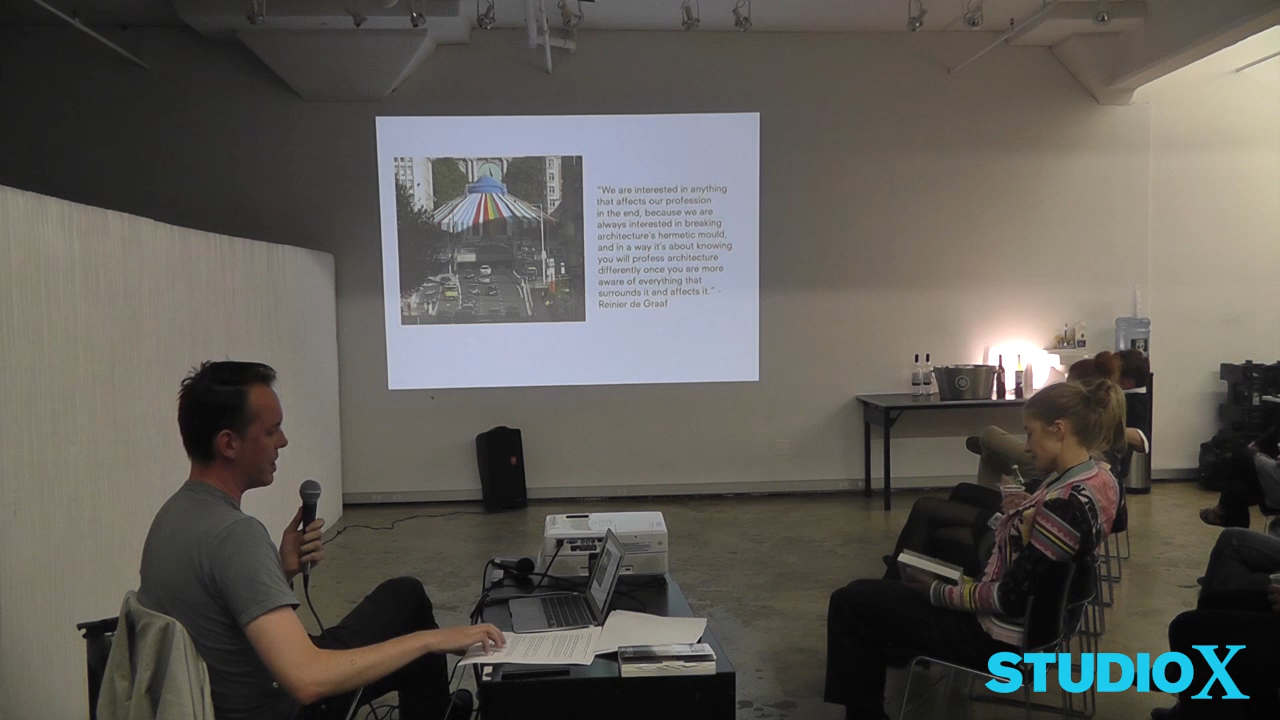 "We are interested in anything
that affects our profession
in the end, because we are
always interested in breaking
architecture's hermetic mould,
and in a way it's about knowing
you will profess architecture
differently once you are more
aware of everything that
surrounds it and affects it." -
Reinier de Graaf
STUDIOX